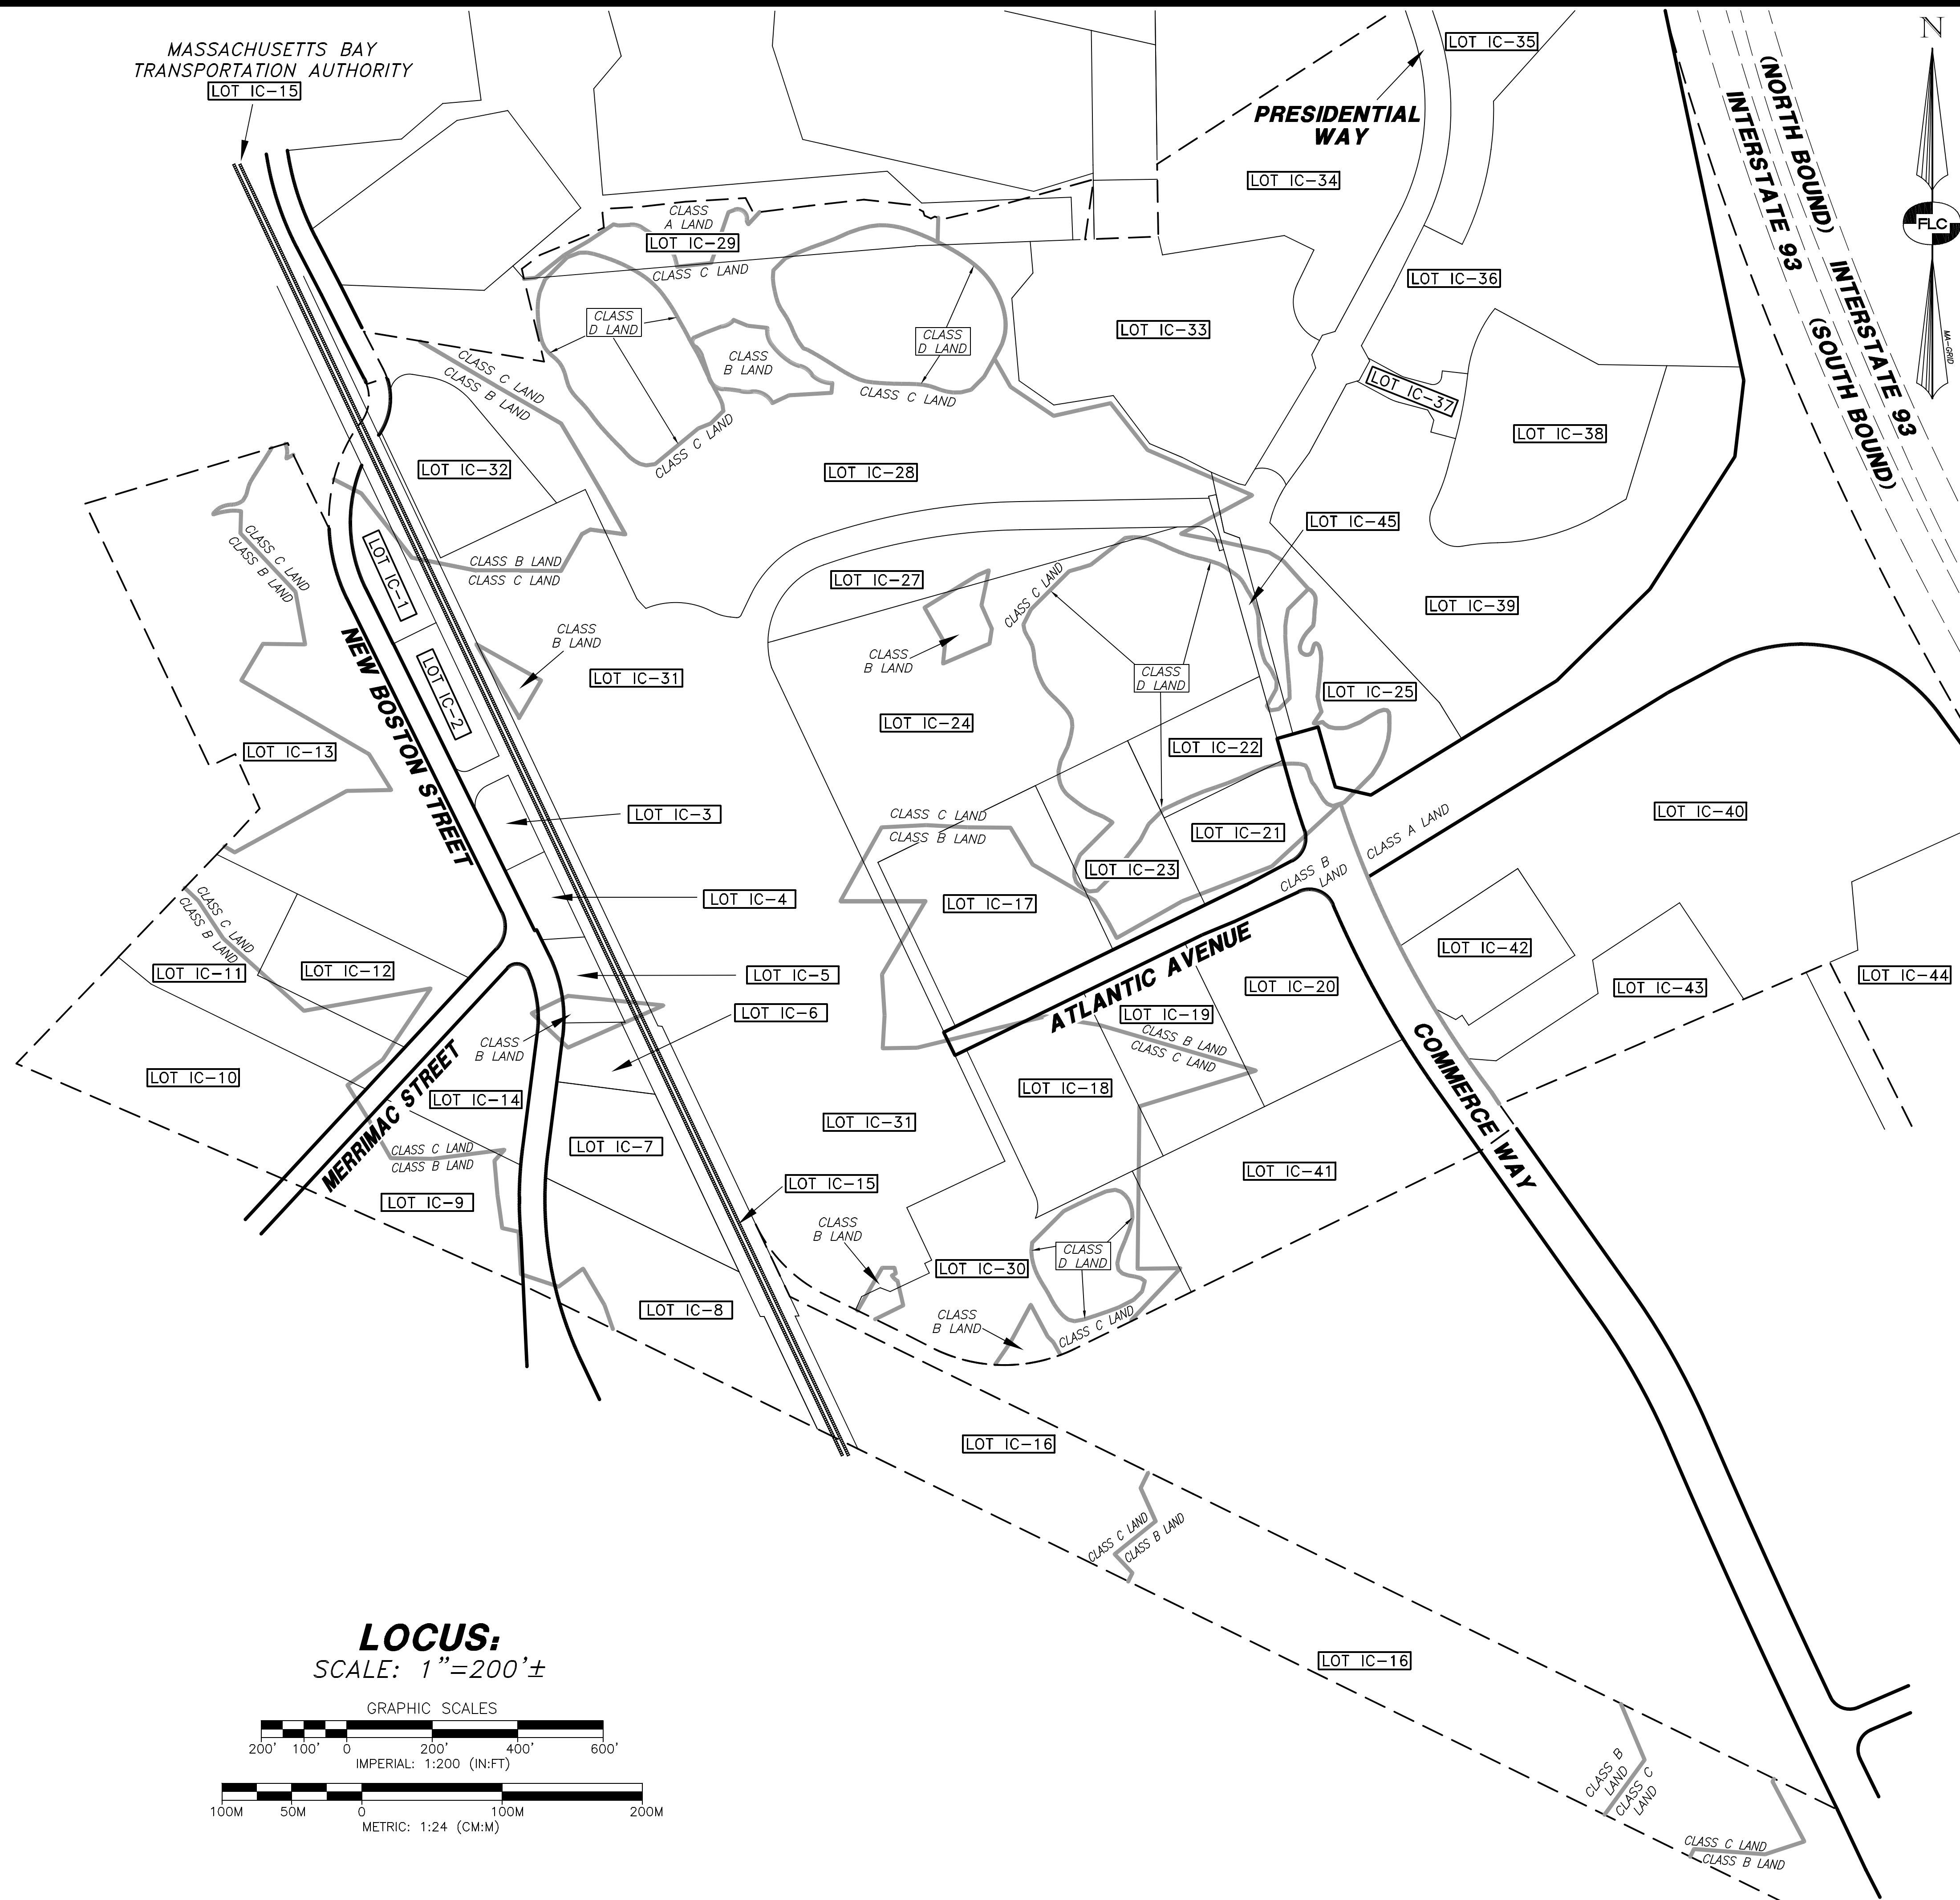 MASSACHUSETTS BAY
TRANSPORTATION AUTHORITY
LOT IC-15
LOT IC-35
N
(NORTH BOUND)
INTERSTATE 93
INTERSTATE 93
(SOUTH BOUND)
FLC
MA-GRID
PRESIDENTIAL
WAY
LOT IC-34
CLASS
A LAND
LOT IC-29
CLASS C LAND
CLASS
D LAND
CLASS
D LAND
CLASS
B LAND
CLASS C LAND
CLASS C LAND
LOT IC-33
LOT IC-36
LOT IC-37
LOT IC-38
CLASS C LAND
CLASS B LAND
LOT IC-32
LOT IC-28
LOT IC-45
CLASS C LAND
CLASS B LAND
LOT IC-1
CLASS B LAND
CLASS C LAND
LOT IC-27
CLASS C LAND
LOT IC-39
CLASS
B LAND
CLASS
B LAND
LOT IC-31
NEW BOSTON STREET
LOT IC-2
CLASS
D LAND
LOT IC-25
LOT IC-24
LOT IC-22
LOT IC-13
LOT IC-3
CLASS C LAND
CLASS B LAND
LOT IC-21
CLASS A LAND
LOT IC-40
LOT IC-23
CLASS B
LAND
LOT IC-4
LOT IC-17
CLASS C LAND
CLASS B LAND
LOT IC-11
LOT IC-12
LOT IC-5
ATLANTIC AVENUE
LOT IC-42
LOT IC-44
LOT IC-20
LOT IC-43
LOT IC-6
LOT IC-19
CLASS B LAND
CLASS C LAND
CLASS
B LAND
LOT IC-10
MERRIMAC STREET
LOT IC-14
LOT IC-18
COMMERCE WAY
LOT IC-31
CLASS C LAND
CLASS B LAND
LOT IC-7
LOT IC-41
LOT IC-15
LOT IC-9
CLASS
B LAND
CLASS
D LAND
LOT IC-30
LOT IC-8
CLASS
B LAND
CLASS C LAND
LOT IC-16
CLASS C LAND
CLASS B LAND
LOT IC-16
CLASS B
LAND
CLASS C
LAND
CLASS C LAND
CLASS B LAND
LOCUS:
SCALE: 1"=200'±
GRAPHIC SCALES
200' 100' 0 200' 400' 600'
IMPERIAL: 1:200 (IN:FT)
100M 50M 0 100M 200M
METRIC: 1:24 (CM:M)